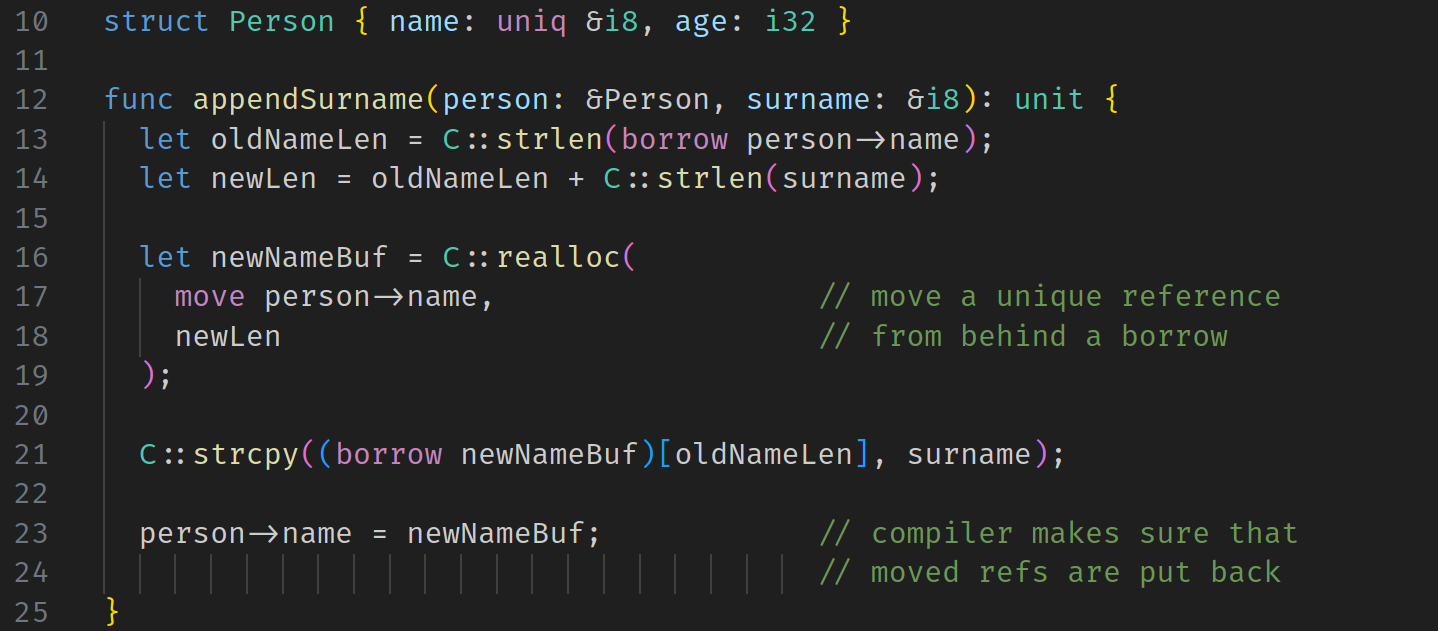 10 struct Person { name: uniq &i8, age: i32 }
11
12 func appendSurname(person: &Person, surname: &i8): unit {
13   let oldNameLen = C::strlen(borrow person->name);
14   let newLen = oldNameLen + C::strlen(surname);
15
16   let newNameBuf = C::realloc(
17     move person->name,                  // move a unique reference
18     newLen                              // from behind a borrow
19   );
20
21   C::strcpy((borrow newNameBuf)[oldNameLen], surname);
22
23   person->name = newNameBuf;            // compiler makes sure that
24                                         // moved refs are put back
25 }